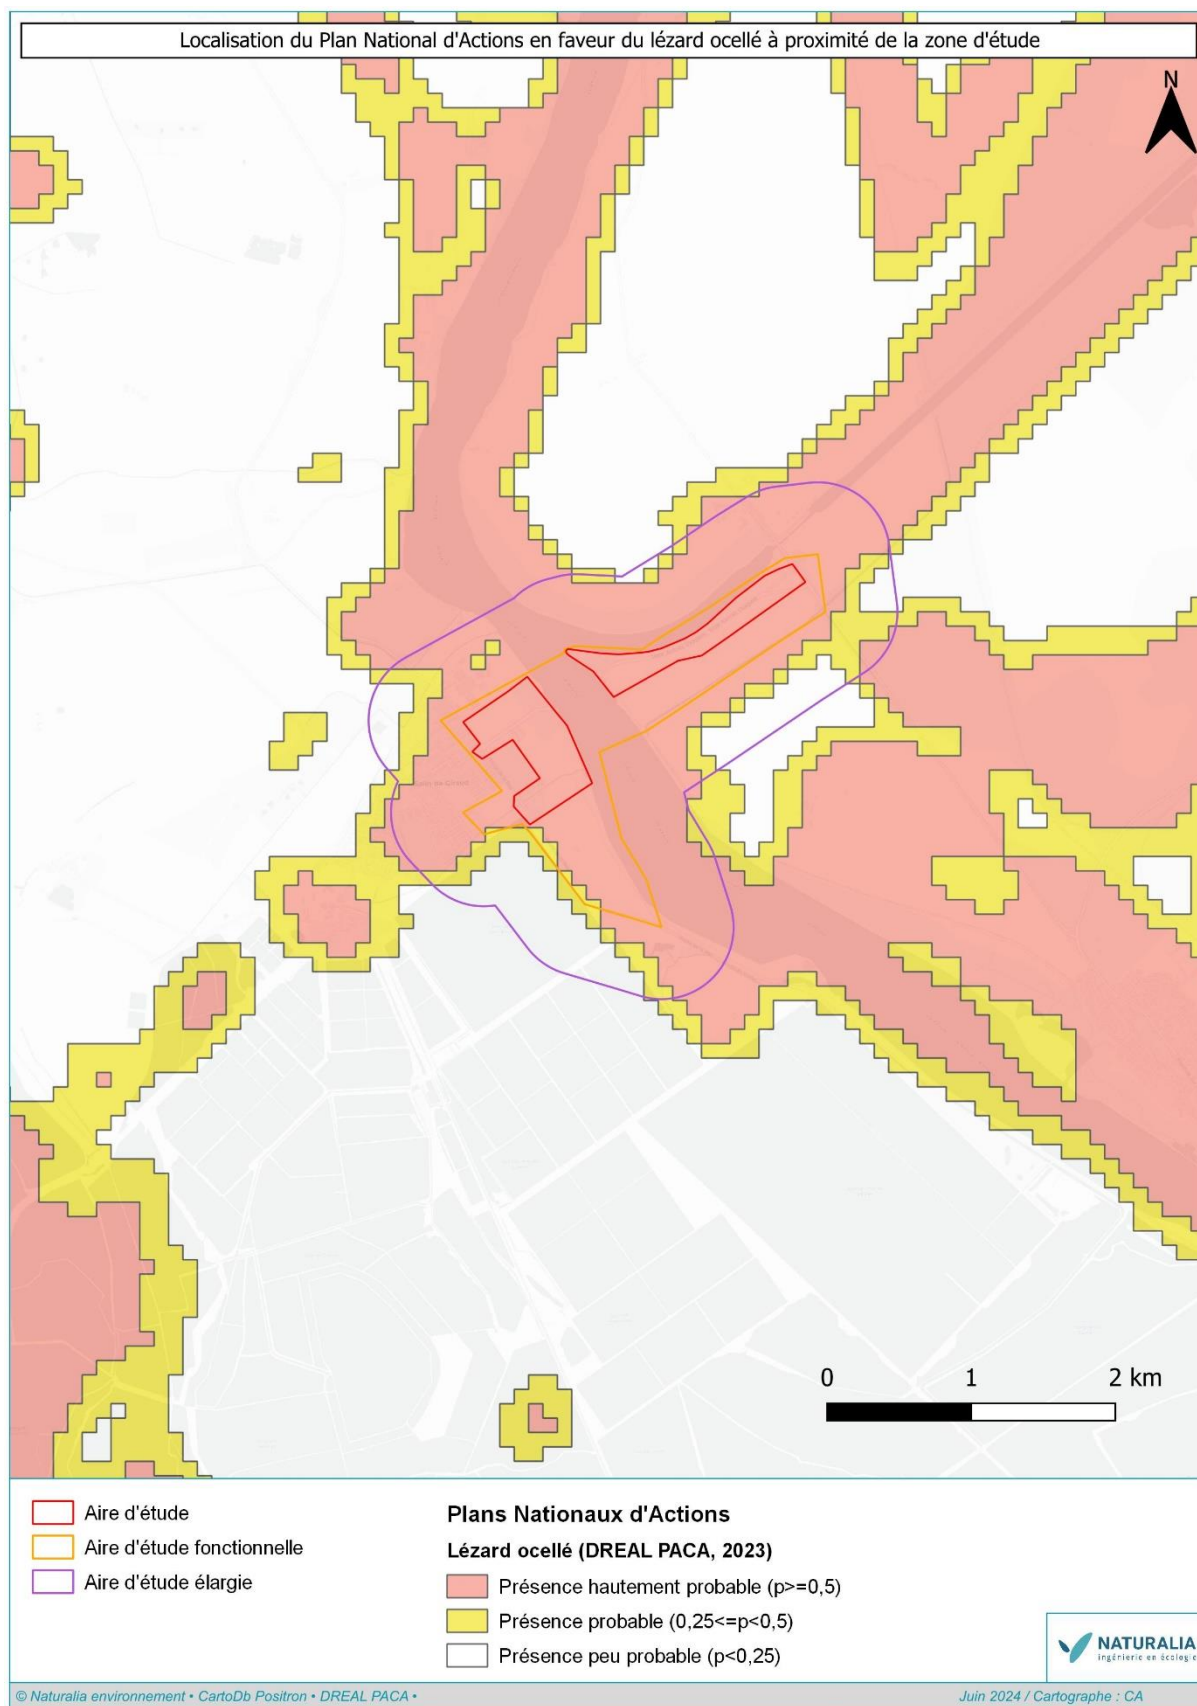 Localisation du Plan National d'Actions en faveur du lézard ocellé à proximité de la zone d'étude
N
0 1 2 km
Aire d'étude
Aire d'étude fonctionnelle
Aire d'étude élargie
Plans Nationaux d'Actions
Lézard ocellé (DREAL PACA, 2023)
Présence hautement probable (p>=0,5)
Présence probable (0,25<=p<0,5)
Présence peu probable (p<0,25)
NATURALIA
ingénierie en écologie
© Naturalia environnement • CartoDb Positron • DREAL PACA •
Juin 2024 / Cartographe : CA